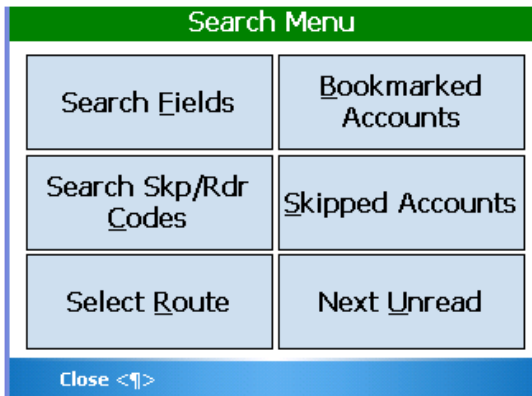 Search Menu
Search Fields
Bookmarked
Accounts
Search Skp/Rdr
Codes
Skipped Accounts
Select Route
Next Unread
Close <¶>